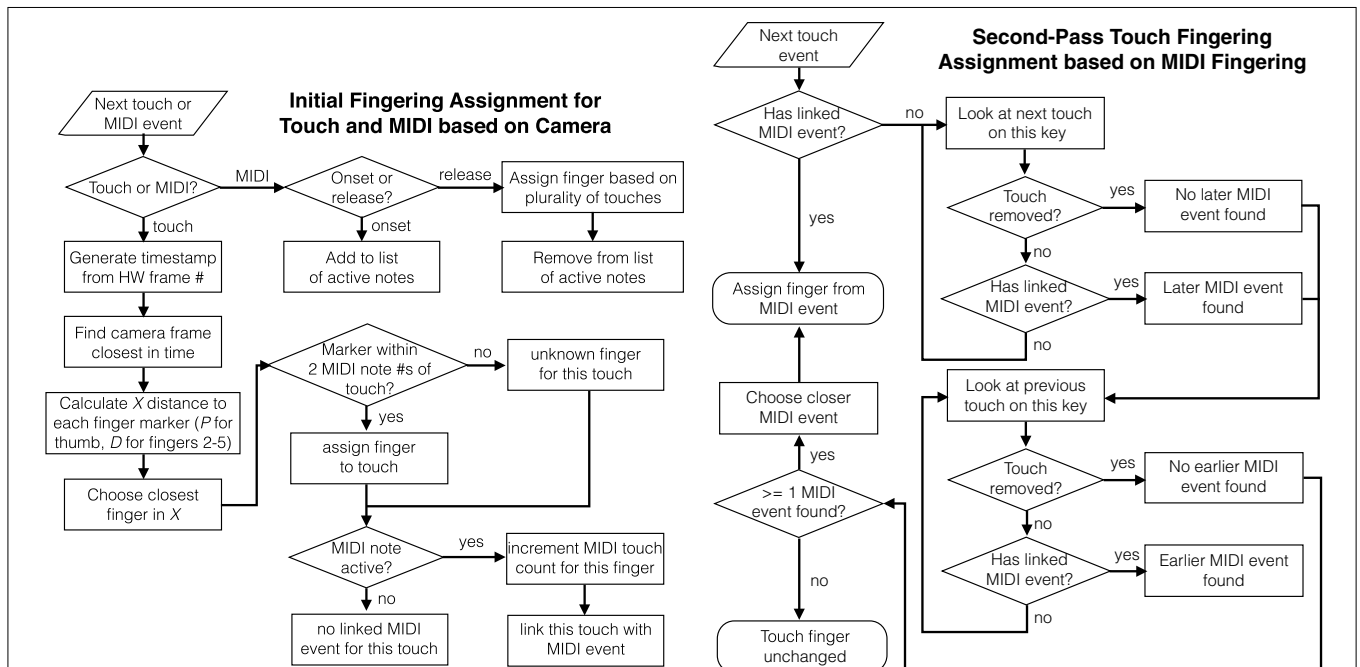 Initial Fingering Assignment for
Touch and MIDI based on Camera
Next touch or
MIDI event
Touch or MIDI?
MIDI
touch
Onset or
release?
release
onset
Assign finger based on
plurality of touches
Remove from list
of active notes
Add to list
of active notes
Generate timestamp
from HW frame #
Find camera frame
closest in time
Calculate X distance to
each finger marker (P for
thumb, D for fingers 2-5)
Choose closest
finger in X
Marker within
2 MIDI note #s of
touch?
no
yes
unknown finger
for this touch
assign finger
to touch
MIDI note
active?
yes
no
increment MIDI touch
count for this finger
link this touch with
MIDI event
no linked MIDI
event for this touch
Second-Pass Touch Fingering
Assignment based on MIDI Fingering
Next touch
event
Has linked
MIDI event?
no
yes
Look at next touch
on this key
Touch
removed?
yes
no
No later MIDI
event found
Has linked
MIDI event?
yes
no
Later MIDI event
found
Assign finger from
MIDI event
Choose closer
MIDI event
yes
>= 1 MIDI
event found?
no
Touch finger
unchanged
Look at previous
touch on this key
Touch
removed?
yes
no
No earlier MIDI
event found
Has linked
MIDI event?
yes
no
Earlier MIDI event
found